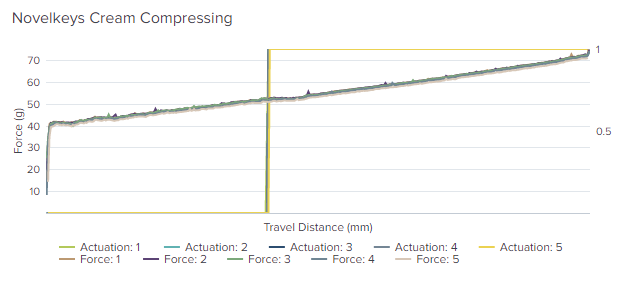 Novelkeys Cream Compressing
70
60
50
40
30
20
10
Force (g)
1
0.5
Travel Distance (mm)
Actuation: 1 Actuation: 2 Actuation: 3 Actuation: 4 Actuation: 5
Force: 1 Force: 2 Force: 3 Force: 4 Force: 5